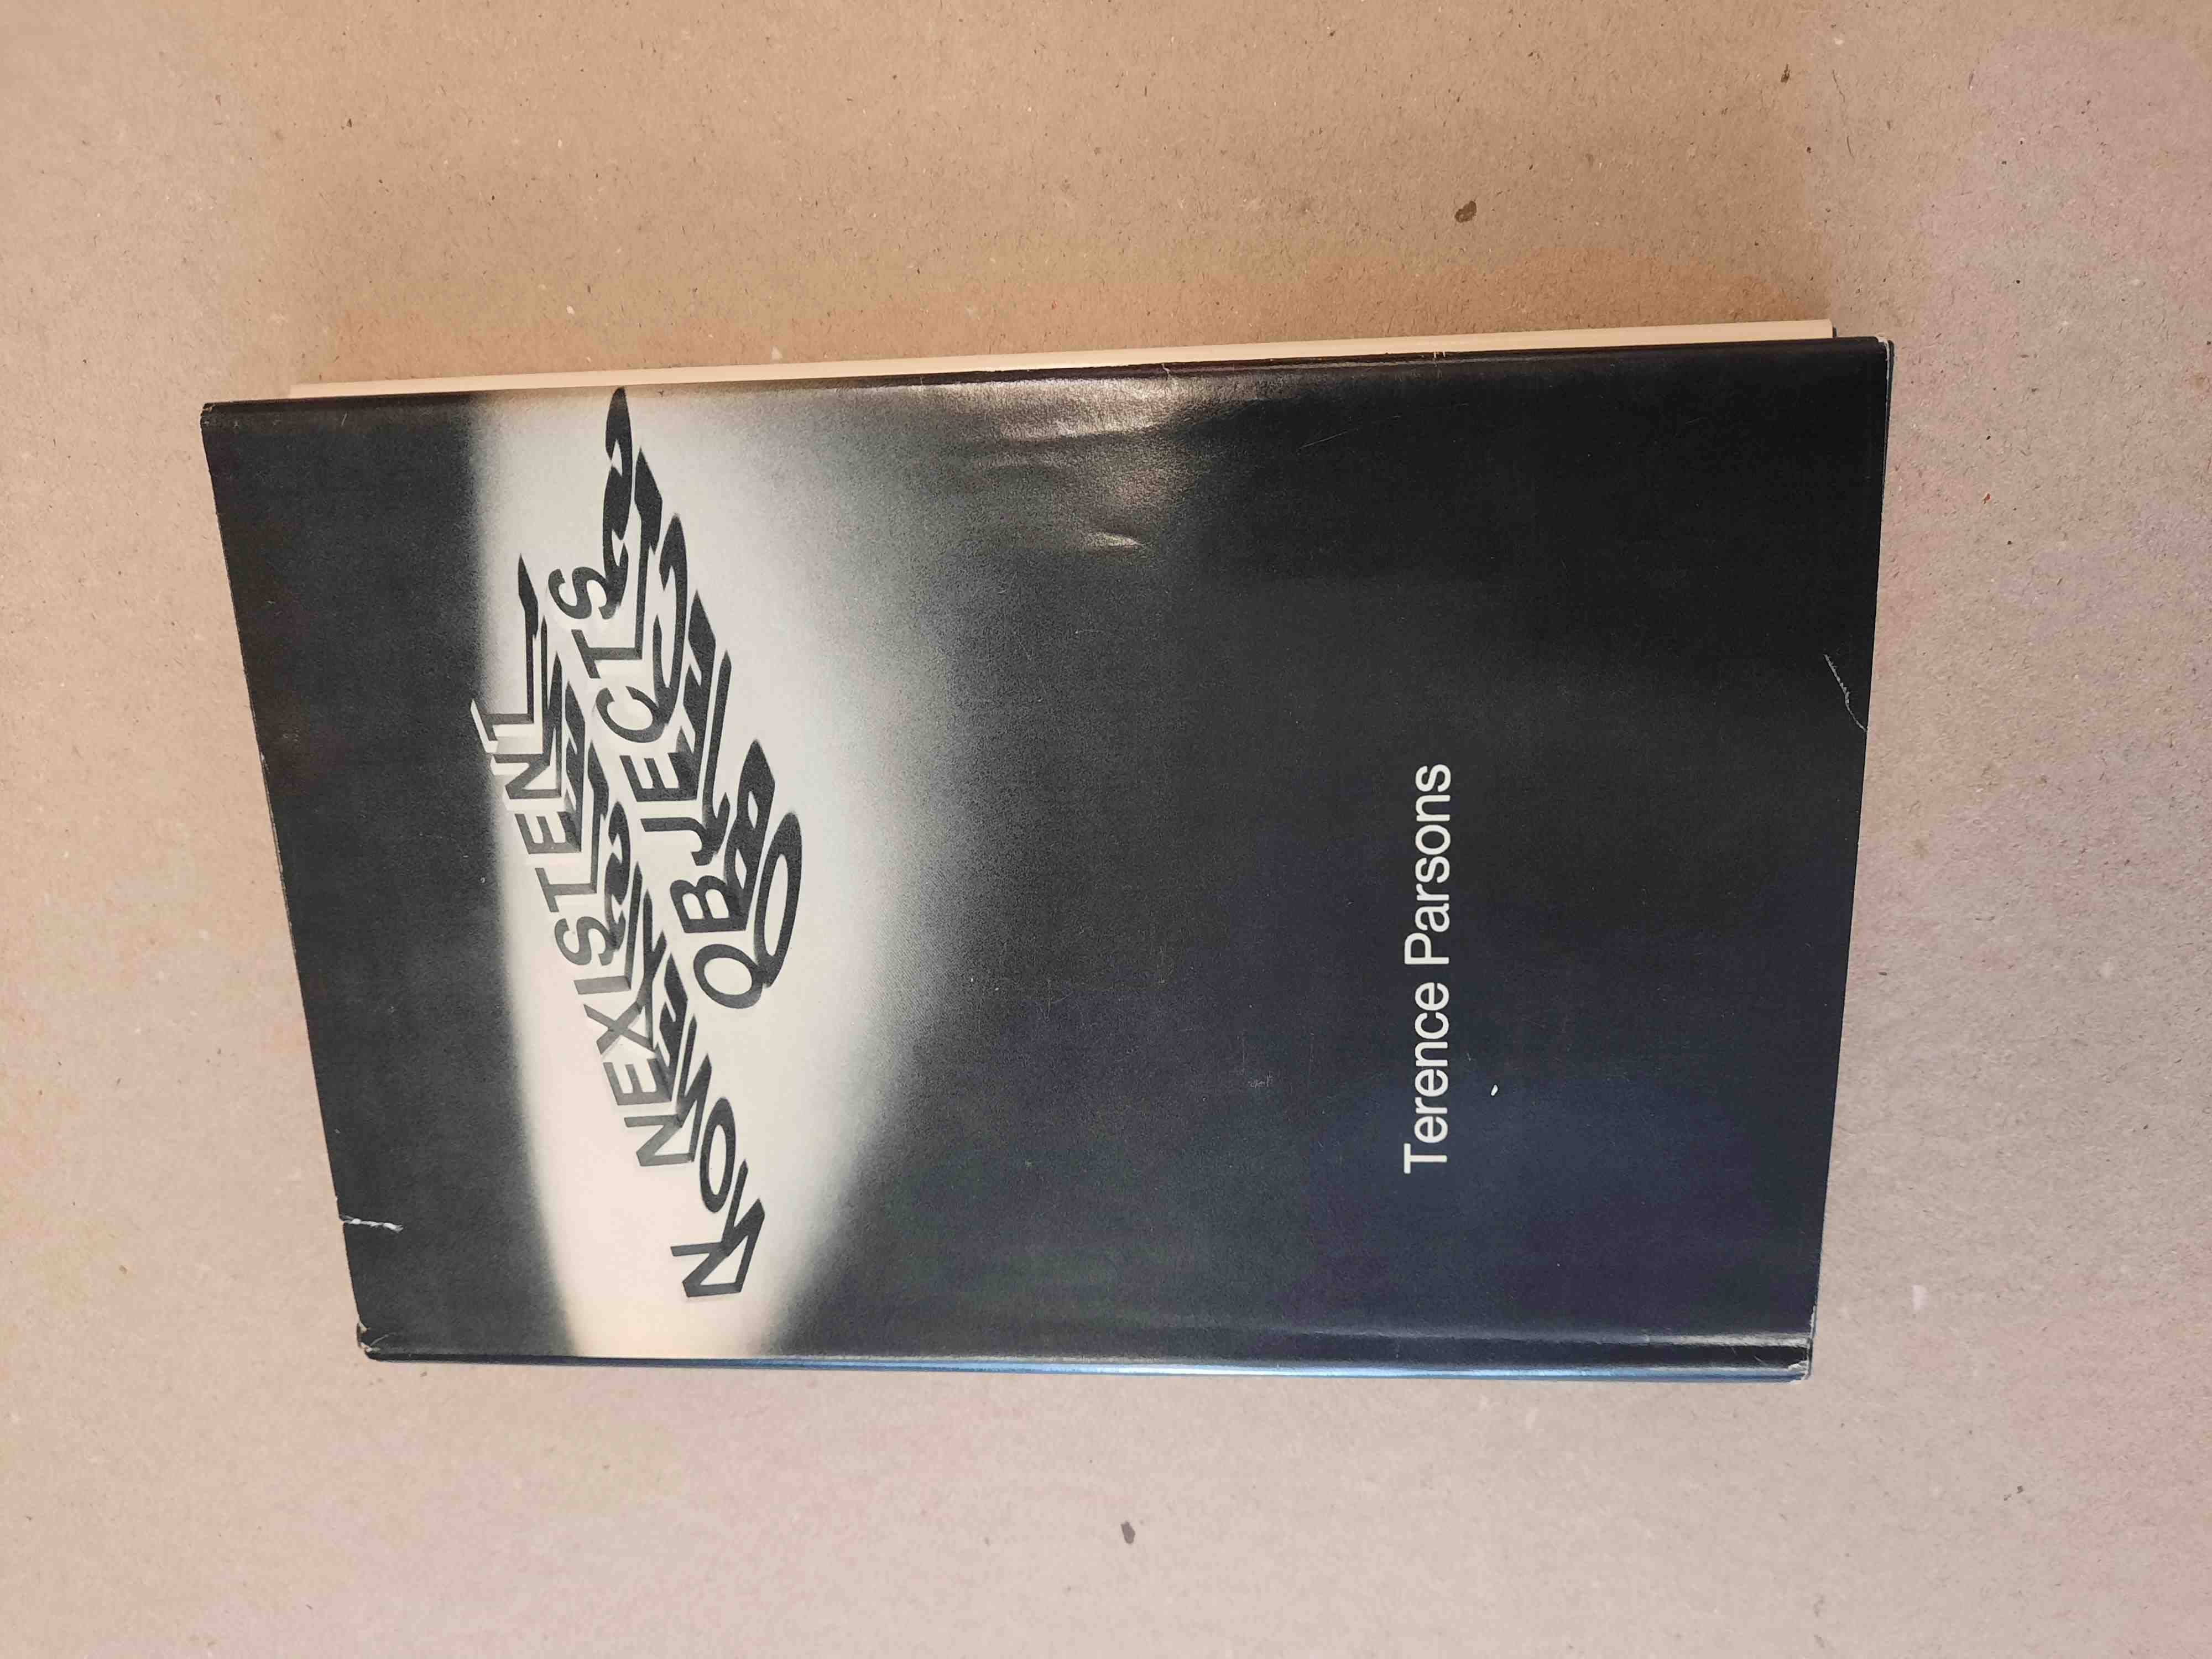 NONEXISTENT
OBJECTS
Terence Parsons